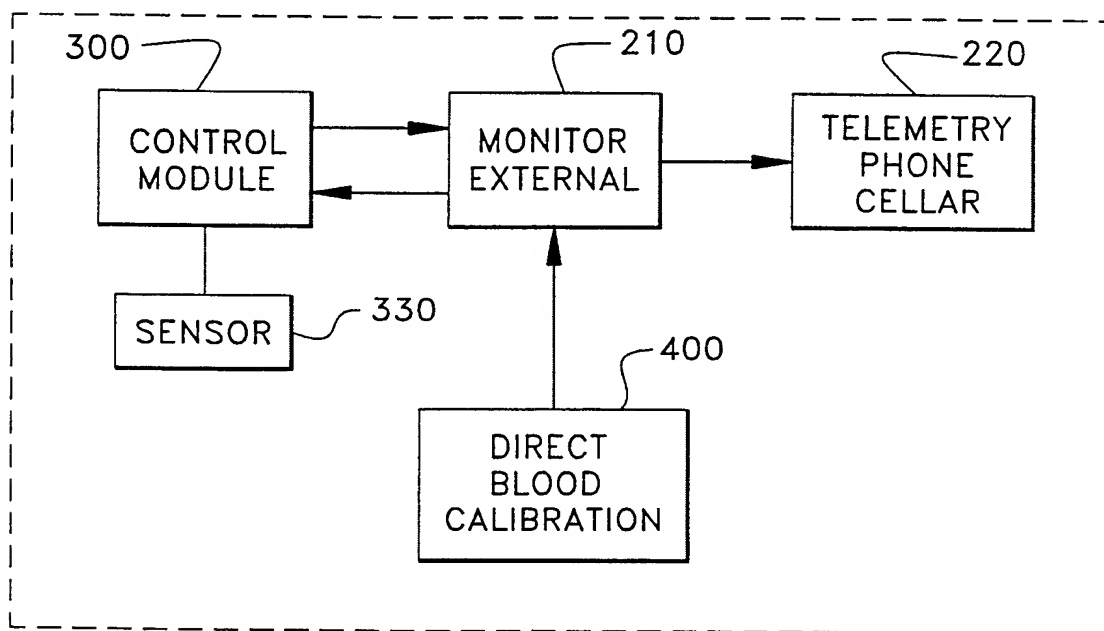 300
210
220
CONTROL
MODULE
MONITOR
EXTERNAL
TELEMETRY
PHONE
CELLAR
SENSOR
330
400
DIRECT
BLOOD
CALIBRATION